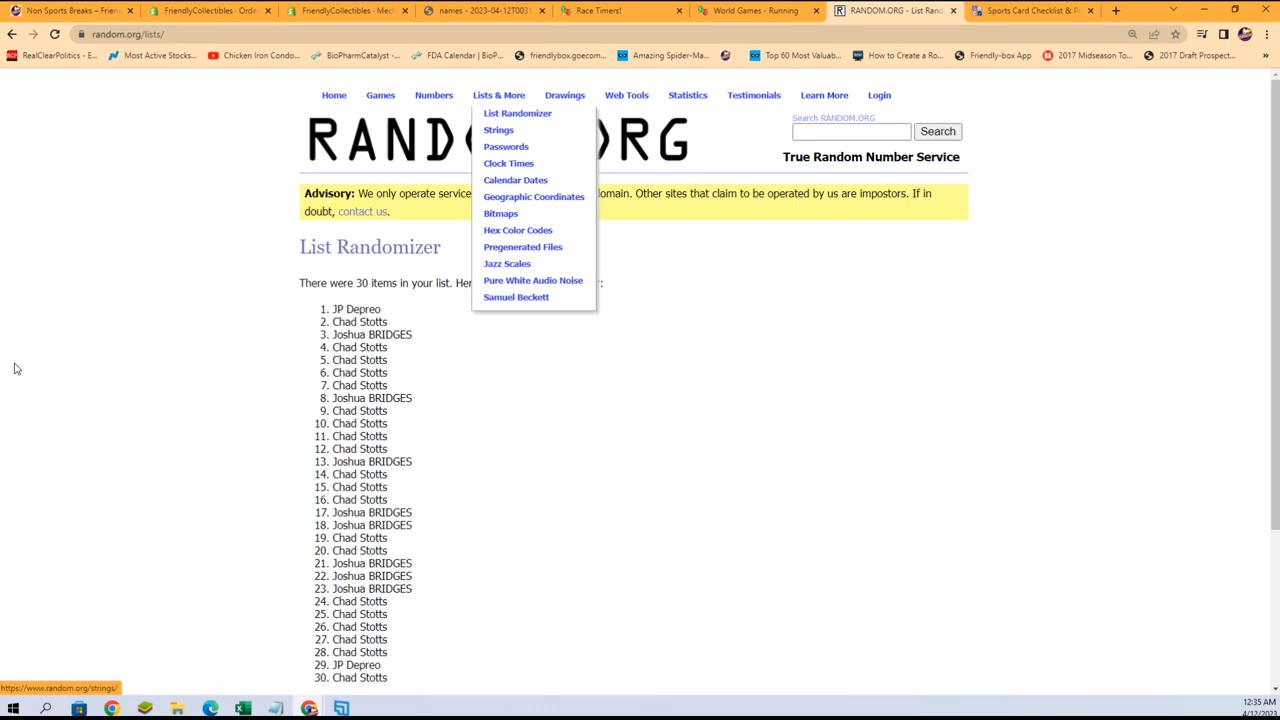 Non Sports Breaks – Frien
FriendlyCollectibles · Orde
FriendlyCollectibles · Mec
names - 2023-04-12T003
Race Timers!
World Games - Running
RANDOM.ORG - List Ran
Sports Card Checklist & P
random.org/lists/
RealClearPolitics - E...
Most Active Stocks...
Chicken Iron Condo...
BioPharmCatalyst -...
FDA Calendar | BioP...
friendlybox.goecom...
Amazing Spider-Ma...
Top 60 Most Valuab...
How to Create a Ro...
Friendly-box App
2017 Midseason To...
2017 Draft Prospect...
Home Games Numbers Lists & More Drawings Web Tools Statistics Testimonials Learn More Login
List Randomizer
Strings
Passwords
Clock Times
Calendar Dates
Geographic Coordinates
Bitmaps
Hex Color Codes
Pregenerated Files
Jazz Scales
Pure White Audio Noise
Samuel Beckett
RAND RG
Search RANDOM.ORG
Search
True Random Number Service
Advisory: We only operate service omain. Other sites that claim to be operated by us are impostors. If in
doubt, contact us.
List Randomizer
There were 30 items in your list. Her :
1. JP Depreo
2. Chad Stotts
3. Joshua BRIDGES
4. Chad Stotts
5. Chad Stotts
6. Chad Stotts
7. Chad Stotts
8. Joshua BRIDGES
9. Chad Stotts
10. Chad Stotts
11. Chad Stotts
12. Chad Stotts
13. Joshua BRIDGES
14. Chad Stotts
15. Chad Stotts
16. Chad Stotts
17. Joshua BRIDGES
18. Joshua BRIDGES
19. Chad Stotts
20. Chad Stotts
21. Joshua BRIDGES
22. Joshua BRIDGES
23. Joshua BRIDGES
24. Chad Stotts
25. Chad Stotts
26. Chad Stotts
27. Chad Stotts
28. Chad Stotts
29. JP Depreo
30. Chad Stotts
https://www.random.org/strings/
12:35 AM
4/12/2023